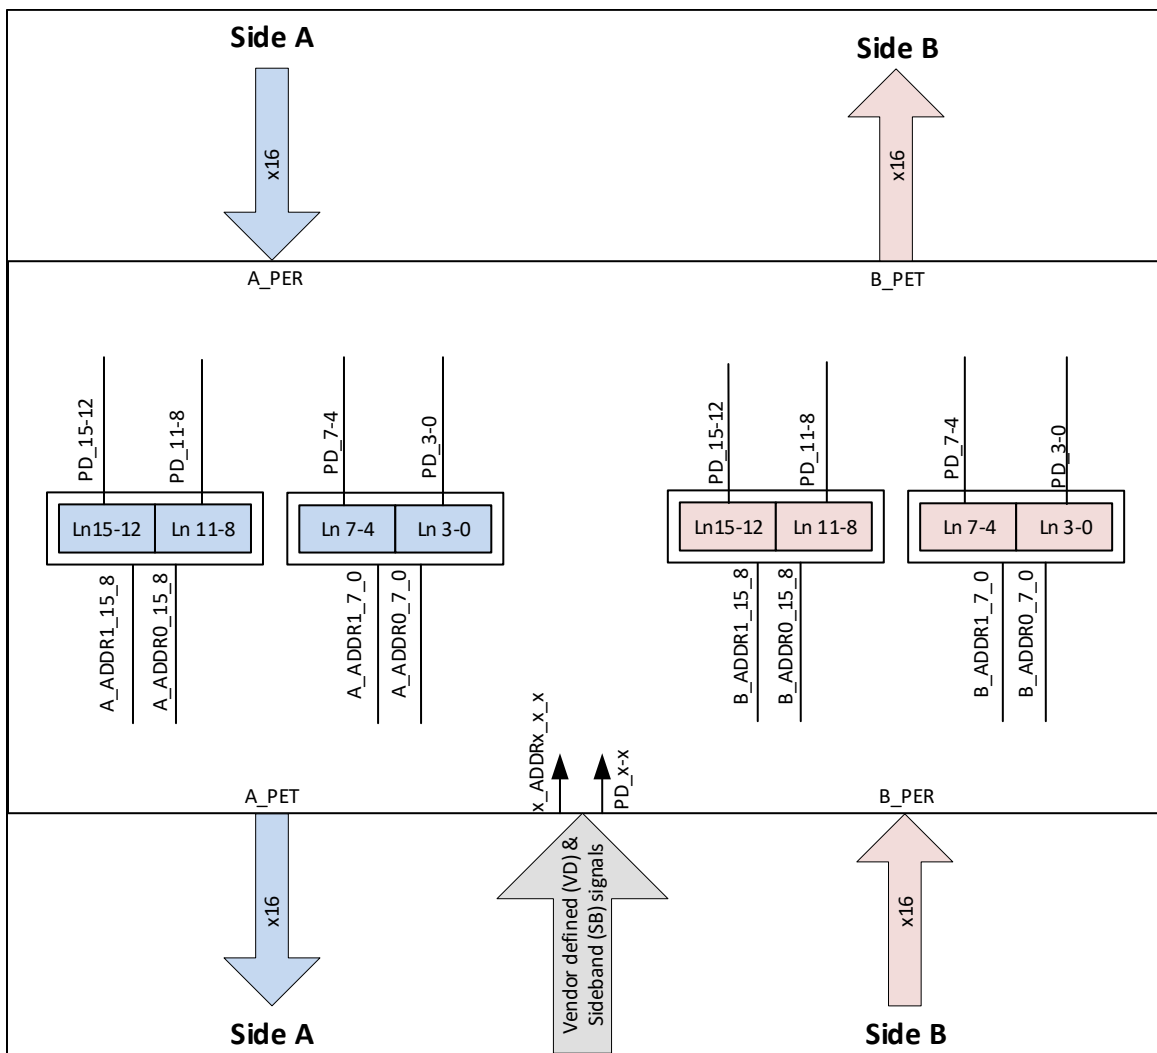 Side A
Side B
x16
x16
A_PER
B_PET
PD_15-12
PD_11-8
PD_7-4
PD_3-0
PD_15-12
PD_11-8
PD_7-4
PD_3-0
Ln15-12
Ln 11-8
Ln 7-4
Ln 3-0
Ln15-12
Ln 11-8
Ln 7-4
Ln 3-0
A_ADDR1_15_8
A_ADDR0_15_8
A_ADDR1_7_0
A_ADDR0_7_0
B_ADDR1_15_8
B_ADDR0_15_8
B_ADDR1_7_0
B_ADDR0_7_0
x_ADDRx_x_x
PD_x-x
A_PET
B_PER
x16
Vendor defined (VD) &
Sideband (SB) signals
x16
Side A
Side B